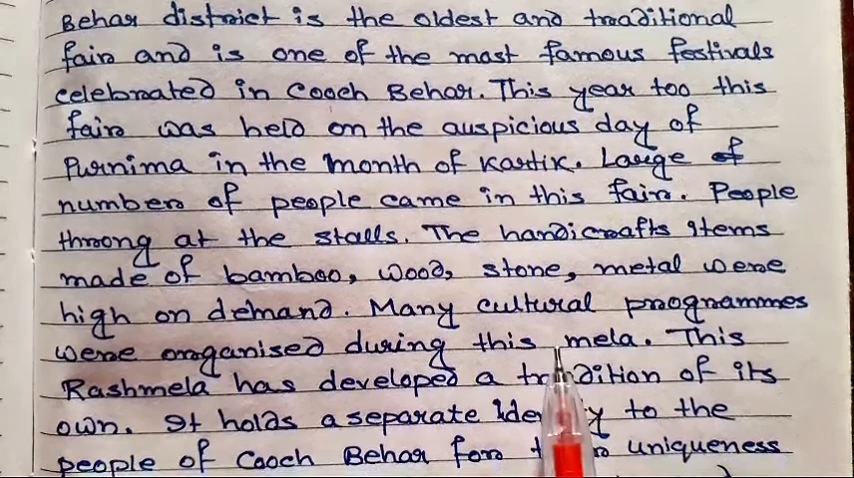 Behar district is the oldest and traditional
fair and is one of the most famous festivals
celebrated in Cooch Behar. This year too this
fair was held on the auspicious day of
Purnima in the month of Kartik. Large of
number of people came in this fair. People
throng at the stalls. The handicrafts items
made of bamboo, wood, stone, metal were
high on demand. Many cultural programmes
were organised during this mela. This
Rashmela has developed a tradition of its
own. It holds a separate identity to the
people of Cooch Behar for uniqueness